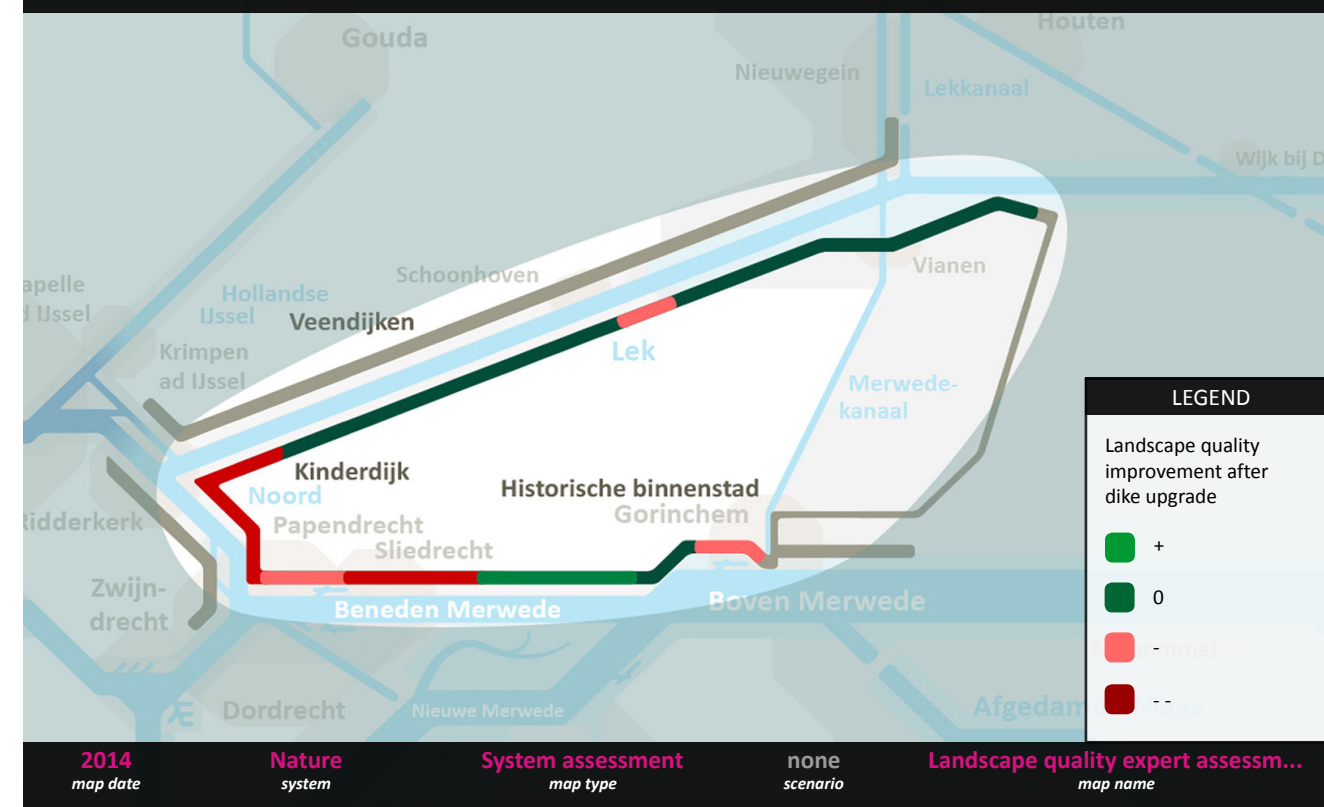 Gouda
Houten
Nieuwegein
Lekkanaal
Wijk bij D
Schoonhoven
Vianen
apelle
d IJssel
Hollandse
IJssel
Veendijken
Krimpen
ad IJssel
Lek
Merwede-
kanaal
LEGEND
Landscape quality
improvement after
dike upgrade
+
0
-
- -
Kinderdijk
Noord
Historische binnenstad
Gorinchem
Ridderkerk
Papendrecht
Sliedrecht
Zwijn-
drecht
Beneden Merwede
Boven Merwede
Dordrecht
Nieuwe Merwede
2014
map date
Nature
system
System assessment
map type
none
scenario
Landscape quality expert assessm...
map name